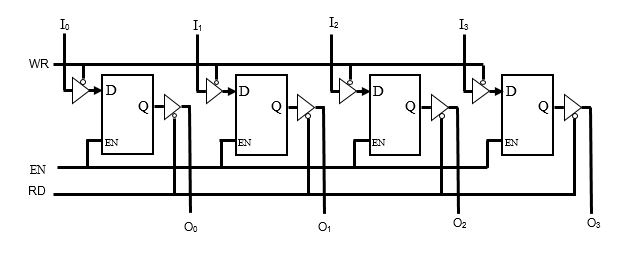 I0 I1 I2 I3
WR
D D D D
Q Q Q Q
EN EN EN EN
EN
RD
O0 O1 O2 O3